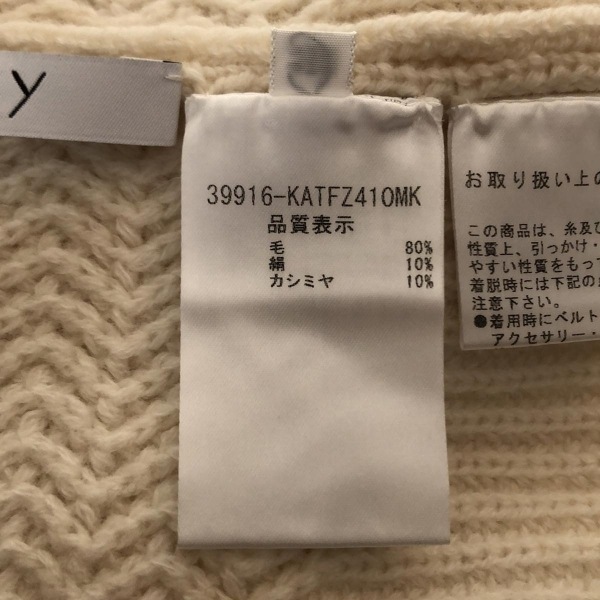 y
39916-KATFZ410MK
品質表示
毛 80%
絹 10%
カシミヤ 10%
お取り扱い上の
この商品は、糸及び
性質上、引っかけ・
やすい性質をもって
着脱時には下記の点
注意下さい。
●着用時にベルト
アクセサリー・